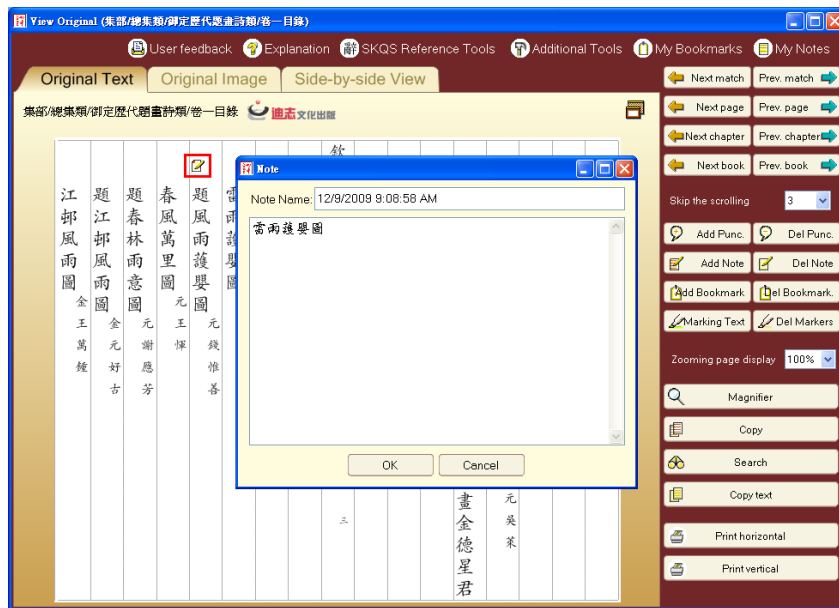 View Original (集部/總集類/御定歷代題畫詩類/卷一目錄)
User feedback
Explanation
SKQS Reference Tools
Additional Tools
My Bookmarks
My Notes
Original Text
Original Image
Side-by-side View
集部/總集類/御定歷代題畫詩類/卷一目錄
迪志文化出版
Next match
Prev. match
Next page
Prev. page
Next chapter
Prev. chapter
Next book
Prev. book
Skip the scrolling
3
Add Punc.
Del Punc.
Add Note
Del Note
Add Bookmark
Del Bookmark.
Marking Text
Del Markers
Zooming page display
100%
Magnifier
Copy
Search
Copy text
Print horizontal
Print vertical
Note
Note Name:
12/9/2009 9:08:58 AM
雷雨護嬰圖
OK
Cancel
欽
元吳萊
畫金德星君
三
題風雨護嬰圖 元錢惟善
春風萬里圖 元王惲
題春林雨意圖 元謝應芳
題江邨風雨圖 金元好古
江邨風雨圖 金王萬鍾